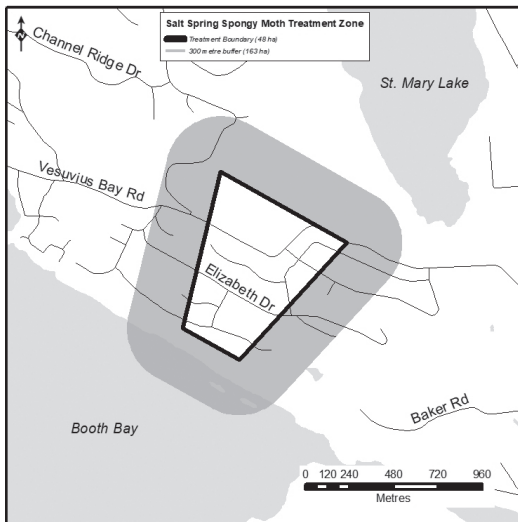 Salt Spring Spongy Moth Treatment Zone
Treatment Boundary (48 ha)
300 metre buffer (163 ha)
N
Channel Ridge Dr
St. Mary Lake
Vesuvius Bay Rd
Elizabeth Dr
Baker Rd
Booth Bay
0 120 240 480 720 960
Metres